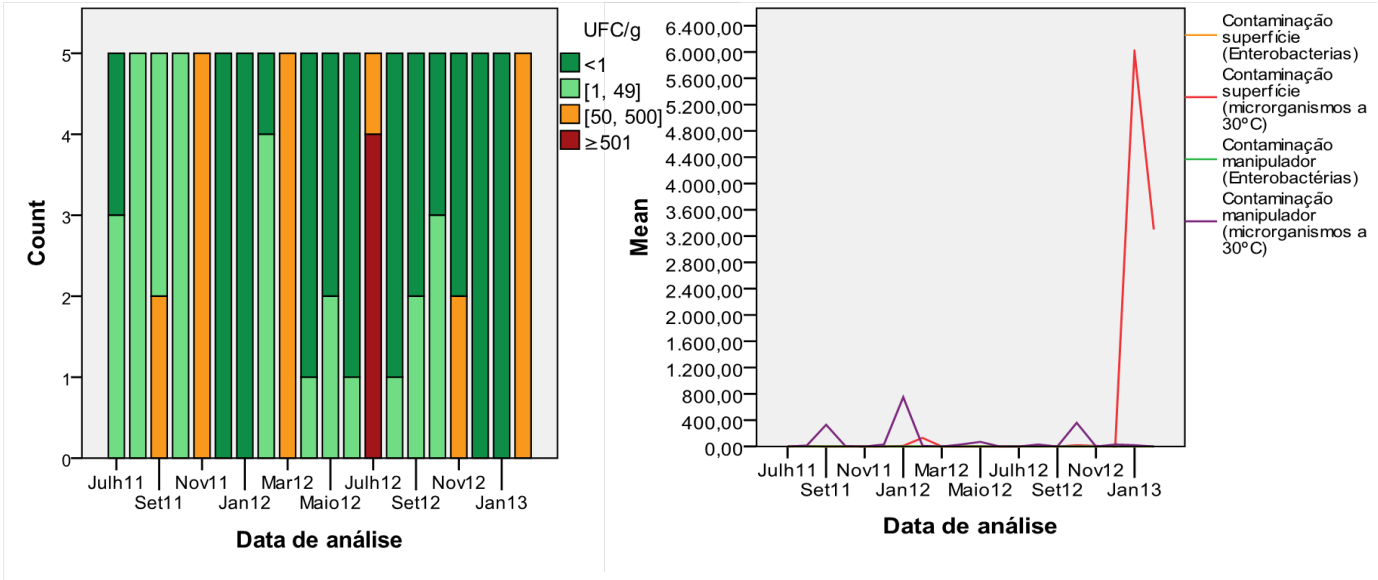 UFC/g
<1
[1, 49]
[50, 500]
≥501
5
4
3
2
1
0
Count
Julh11
Set11
Nov11
Jan12
Mar12
Maio12
Julh12
Set12
Nov12
Jan13
Data de análise
6.400,00
6.000,00
5.600,00
5.200,00
4.800,00
4.400,00
4.000,00
3.600,00
3.200,00
2.800,00
2.400,00
2.000,00
1.600,00
1.200,00
800,00
400,00
0,00
Mean
Julh11
Set11
Nov11
Jan12
Mar12
Maio12
Julh12
Set12
Nov12
Jan13
Data de análise
Contaminação
superfície
(Enterobacterias)
Contaminação
superfície
(microrganismos a
30ºC)
Contaminação
manipulador
(Enterobactérias)
Contaminação
manipulador
(microrganismos a
30ºC)